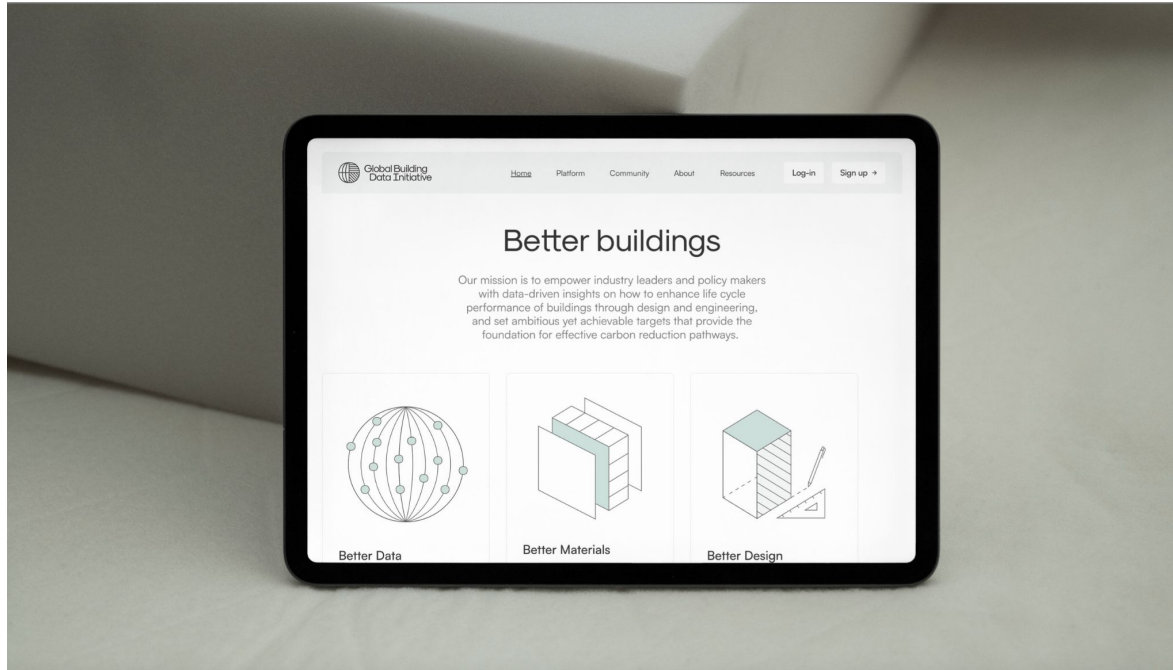 Global Building
Data Initiative
Home
Platform
Community
About
Resources
Log-in
Sign up →
Better buildings
Our mission is to empower industry leaders and policy makers
with data-driven insights on how to enhance life cycle
performance of buildings through design and engineering,
and set ambitious yet achievable targets that provide the
foundation for effective carbon reduction pathways.
Better Data
Better Materials
Better Design